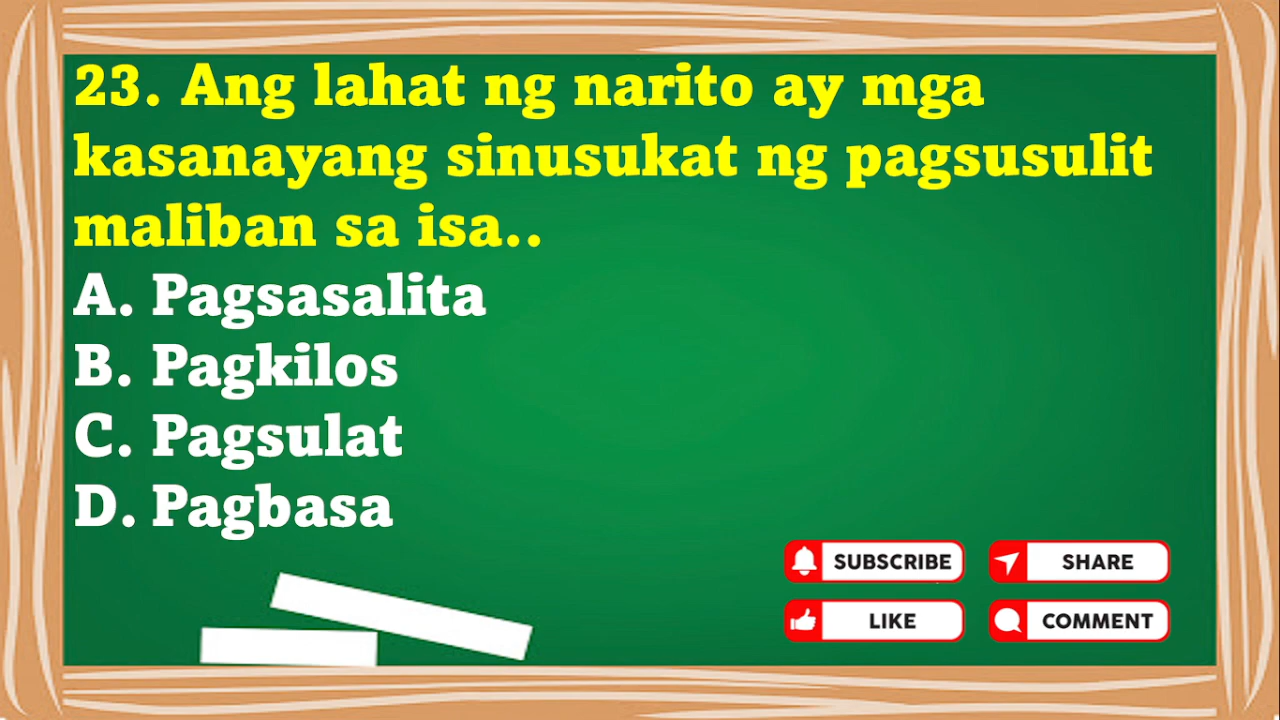 23. Ang lahat ng narito ay mga
kasanayang sinusukat ng pagsusulit
maliban sa isa..
A. Pagsasalita
B. Pagkilos
C. Pagsulat
D. Pagbasa
SUBSCRIBE
SHARE
LIKE
COMMENT